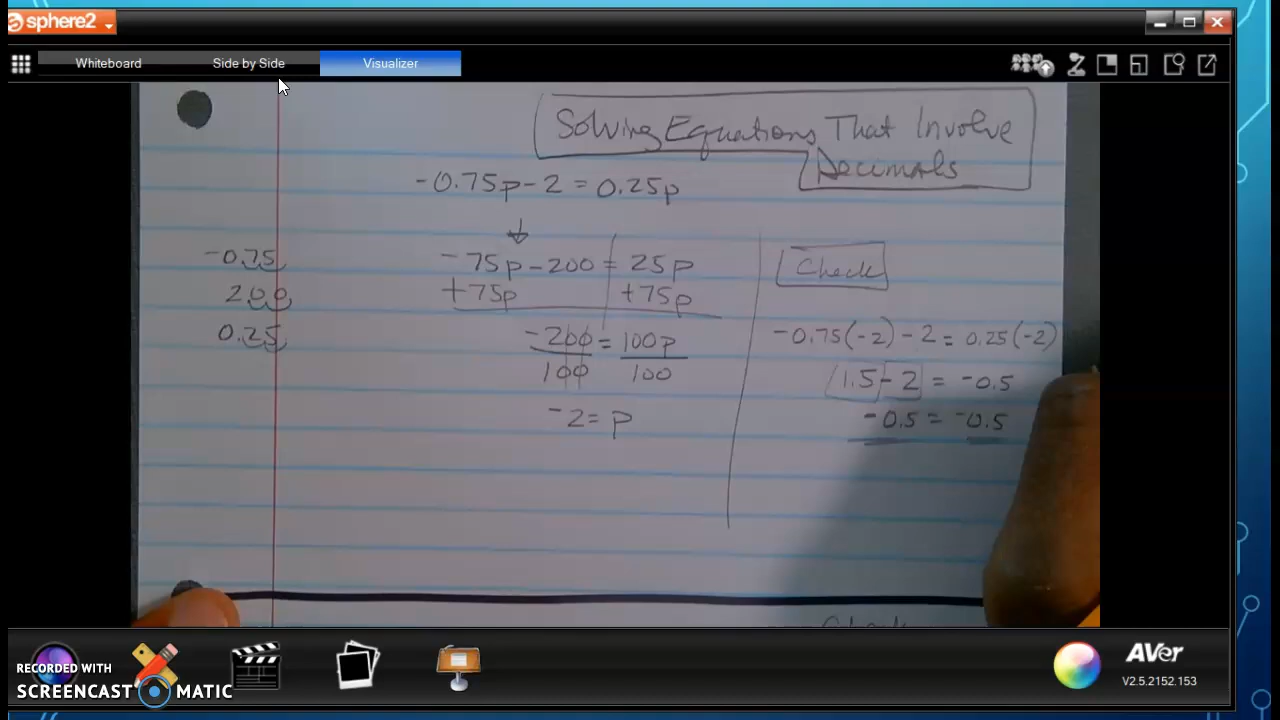 sphere2
Whiteboard Side by Side Visualizer
Solving Equations That Involve
Decimals
-0.75p-2 = 0.25p
-0.75
200
0.25
-75p-200 = 25p
+75p +75p
-200 = 100p
100 100
-2 = p
Check
-0.75(-2)-2 = 0.25(-2)
1.5-2 = -0.5
-0.5 = -0.5
RECORDED WITH
SCREENCAST MATIC
AVer
V2.5.2152.153